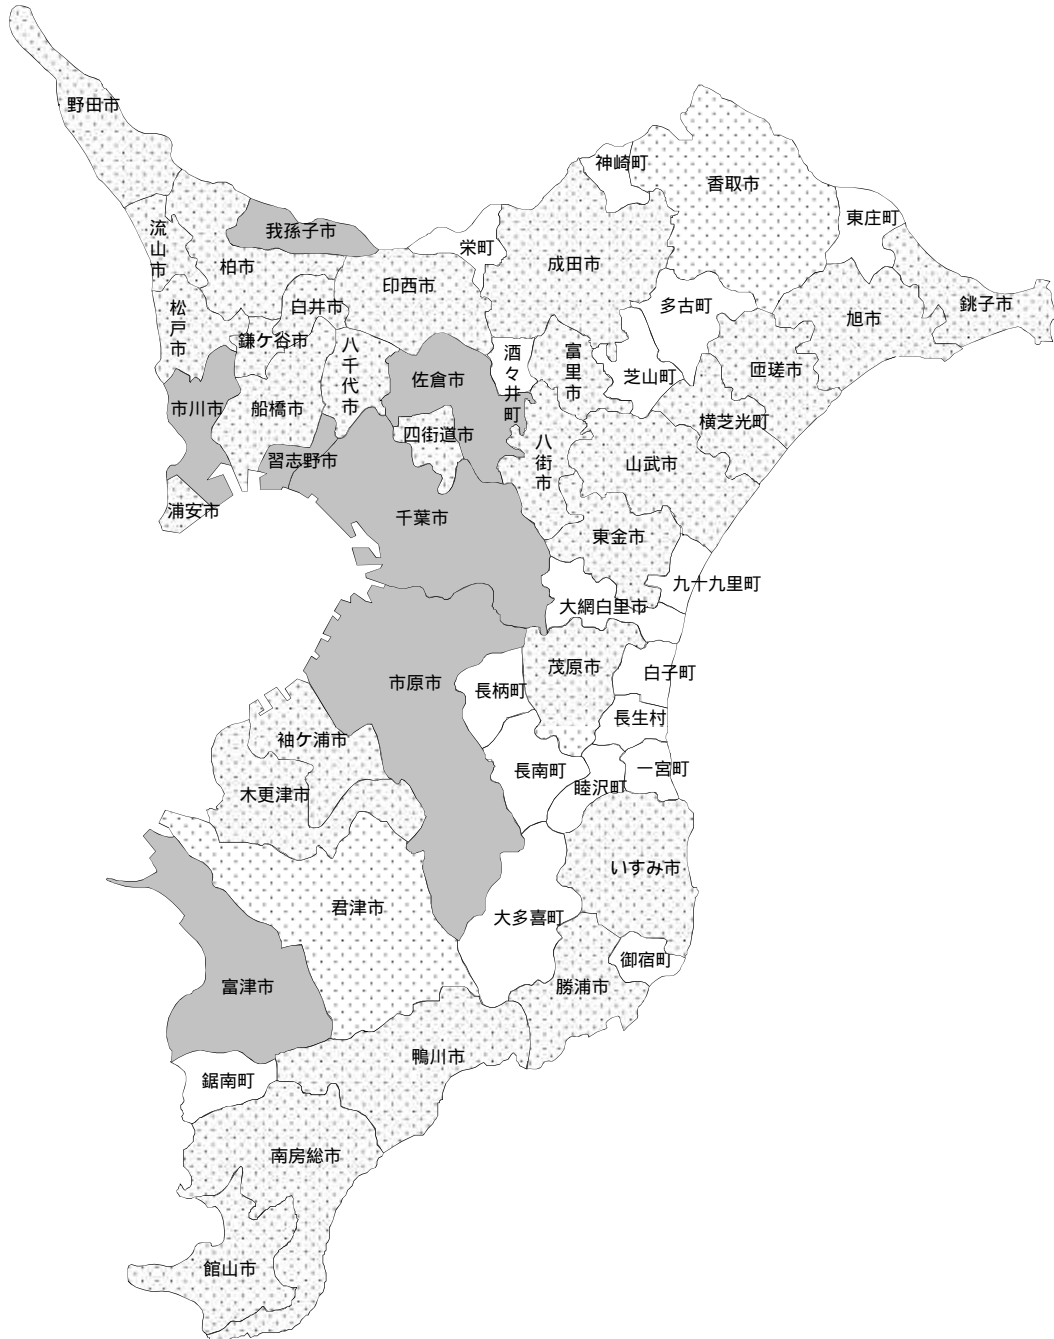 野田市
神崎町
香取市
東庄町
我孫子市
流山市
栄町
成田市
柏市
印西市
多古町
銚子市
白井市
旭市
松戸市
鎌ケ谷市
八千代市
酒々井町
富里市
芝山町
匝瑳市
佐倉市
市川市
船橋市
横芝光町
四街道市
習志野市
八街市
山武市
浦安市
千葉市
東金市
九十九里町
大網白里市
茂原市
白子町
市原市
長柄町
長生村
袖ケ浦市
長南町
一宮町
睦沢町
木更津市
いすみ市
君津市
大多喜町
御宿町
富津市
勝浦市
鴨川市
鋸南町
南房総市
館山市